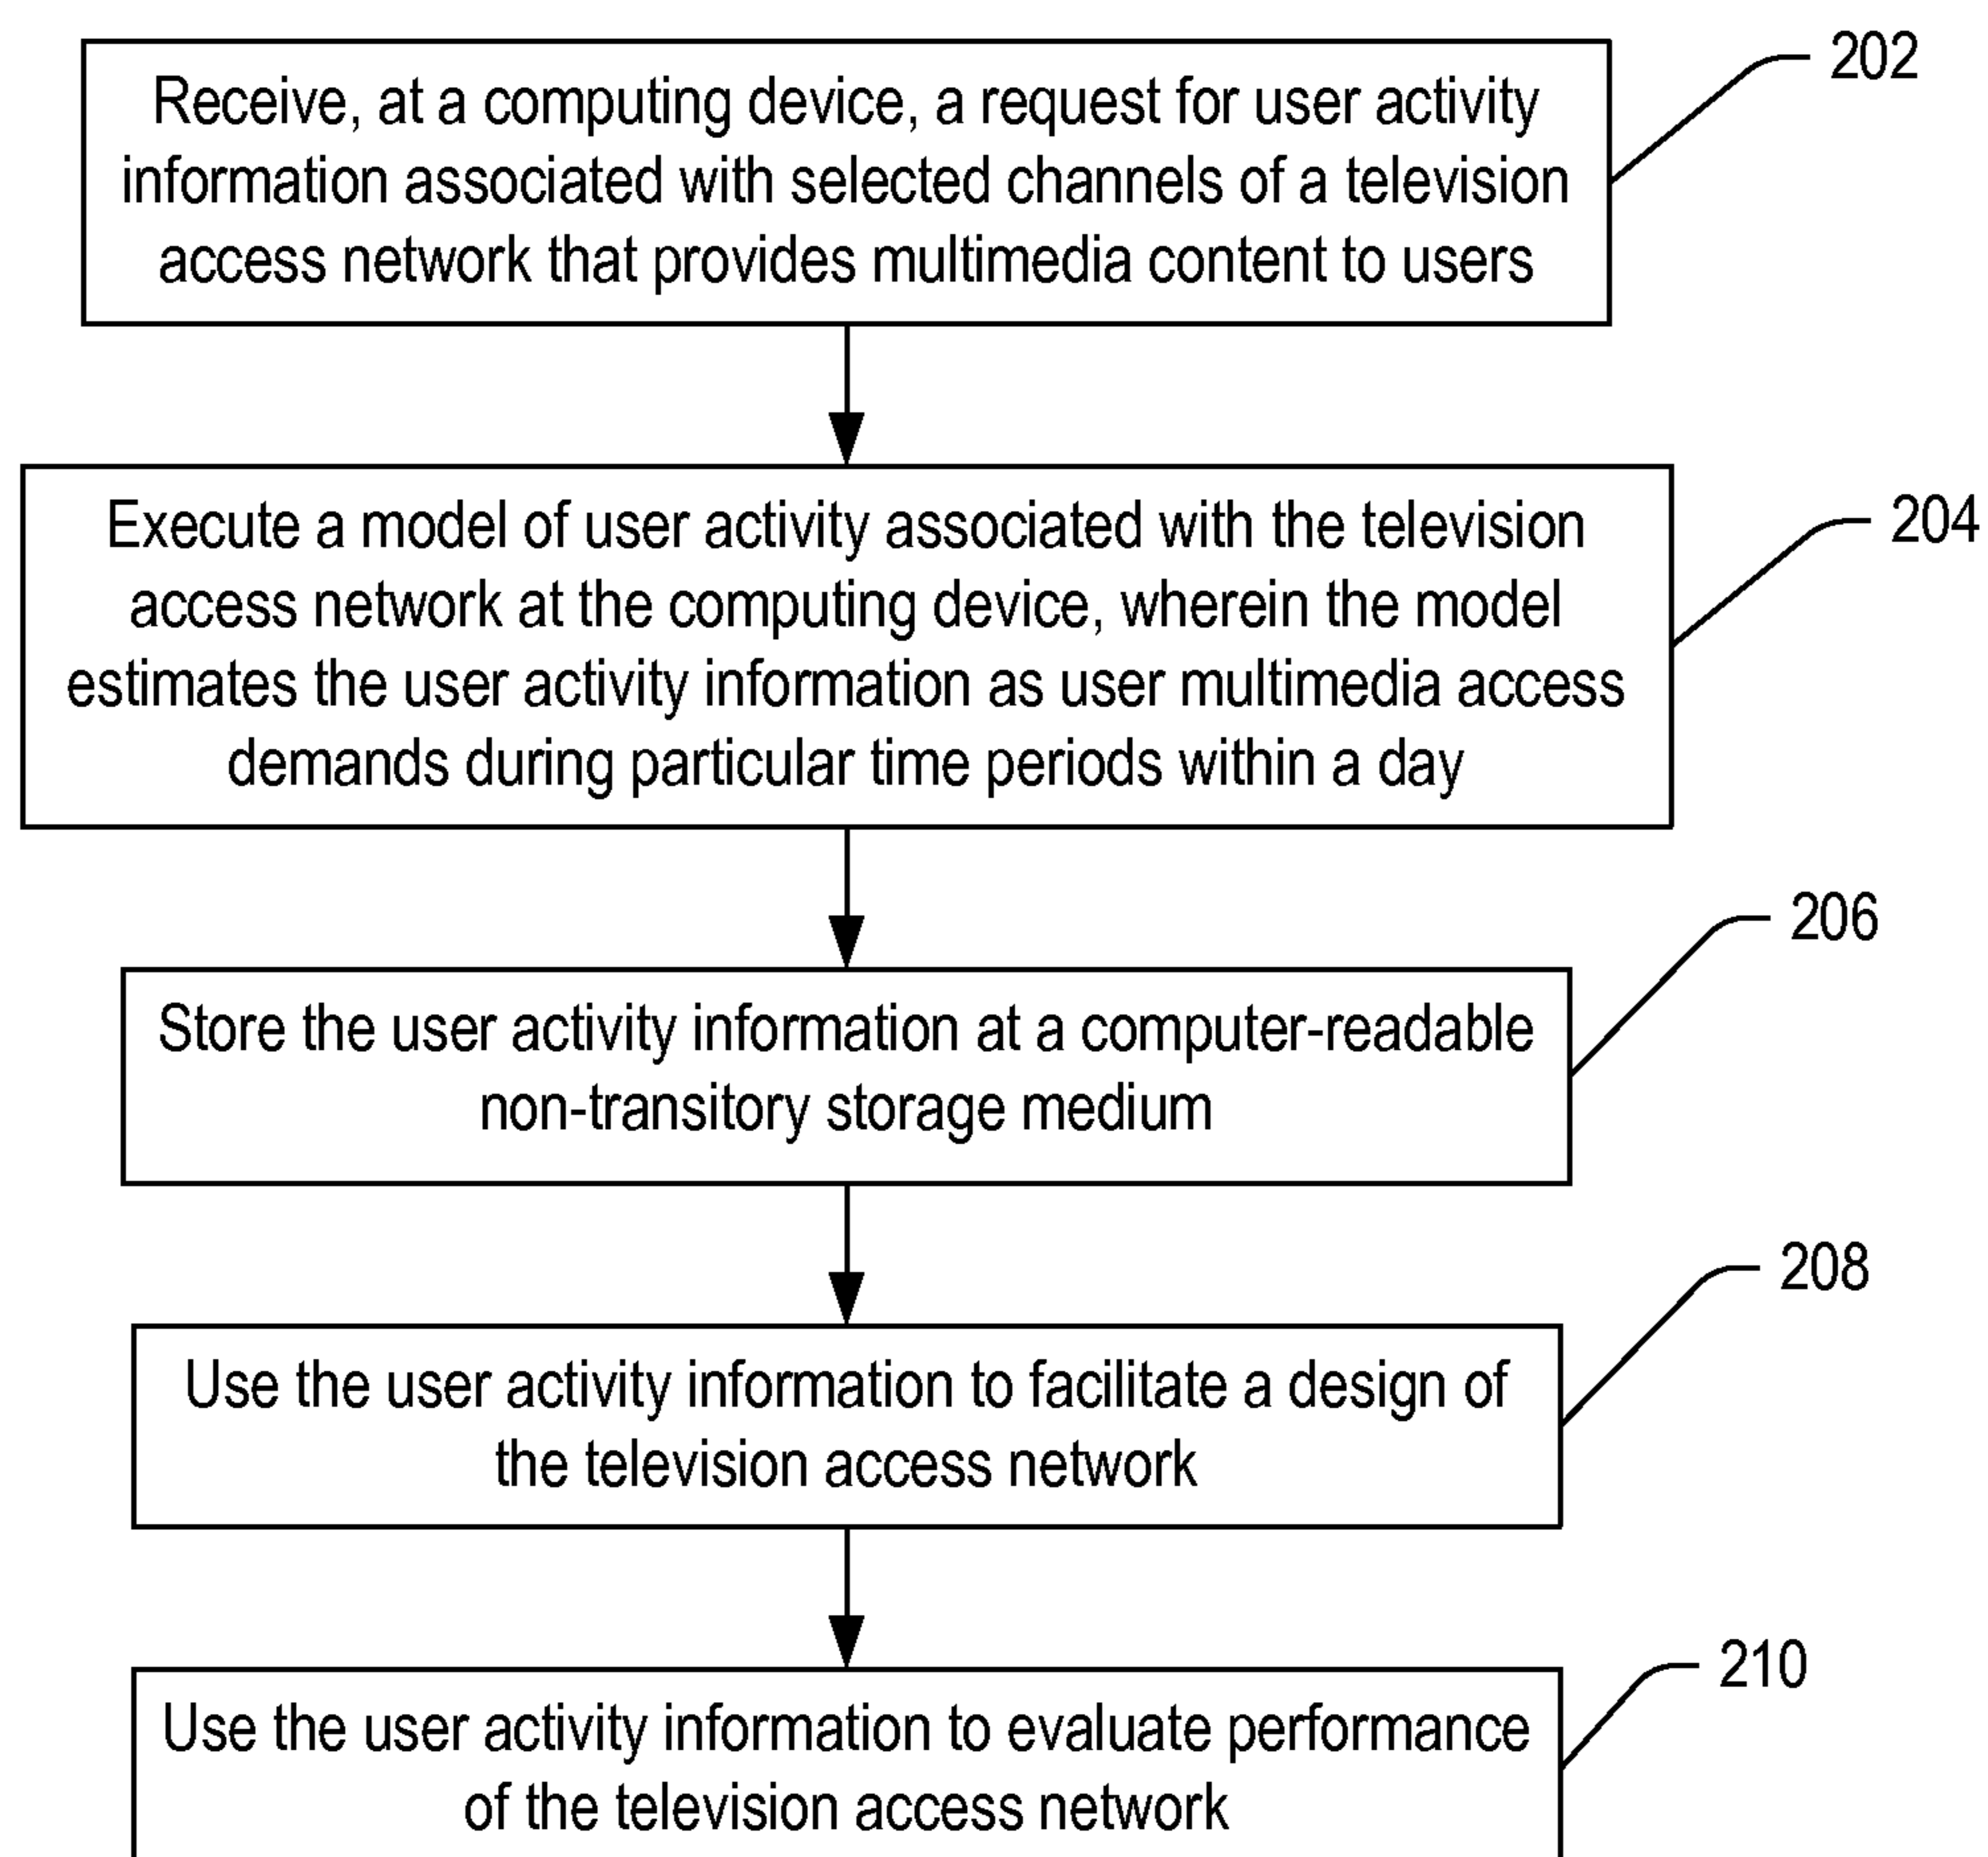 Receive, at a computing device, a request for user activity
information associated with selected channels of a television
access network that provides multimedia content to users
202
Execute a model of user activity associated with the television
access network at the computing device, wherein the model
estimates the user activity information as user multimedia access
demands during particular time periods within a day
204
Store the user activity information at a computer-readable
non-transitory storage medium
206
Use the user activity information to facilitate a design of
the television access network
208
Use the user activity information to evaluate performance
of the television access network
210